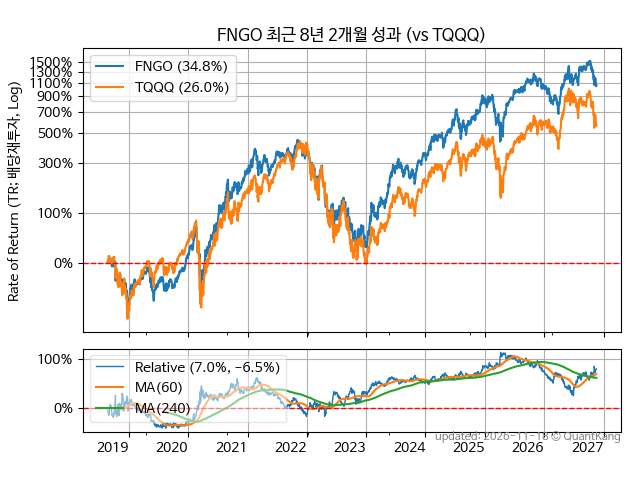 FNGO 최근 8년 2개월 성과 (vs TQQQ)
Rate of Return (TR; 배당재투자, Log)
1500%
1300%
1100%
900%
700%
500%
300%
100%
0%
FNGO (34.8%)
TQQQ (26.0%)
100%
0%
Relative (7.0%, −6.5%)
MA(60)
MA(240)
2019 2020 2021 2022 2023 2024 2025 2026 2027
updated: 2026-11-18 © QuantKang